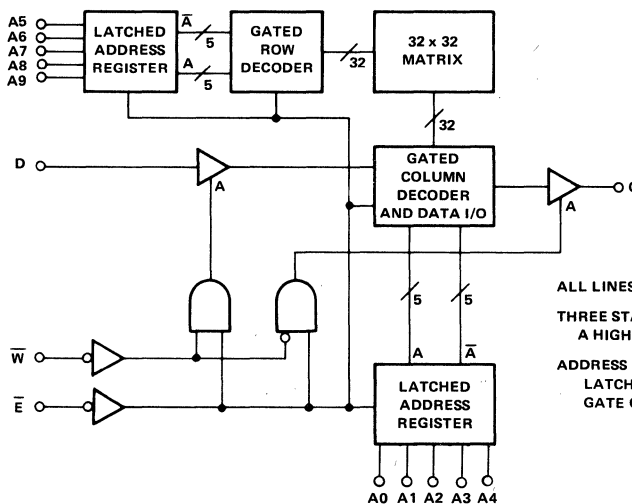 A5
A6
A7
A8
A9
LATCHED
ADDRESS
REGISTER
A̅
5
A
5
GATED
ROW
DECODER
32
32 x 32
MATRIX
32
D
A
GATED
COLUMN
DECODER
AND DATA I/O
A
5
5
A
A̅
W̅
E̅
LATCHED
ADDRESS
REGISTER
A0 A1 A2 A3 A4
ALL LINES
THREE STA
A HIGH
ADDRESS
LATCH
GATE